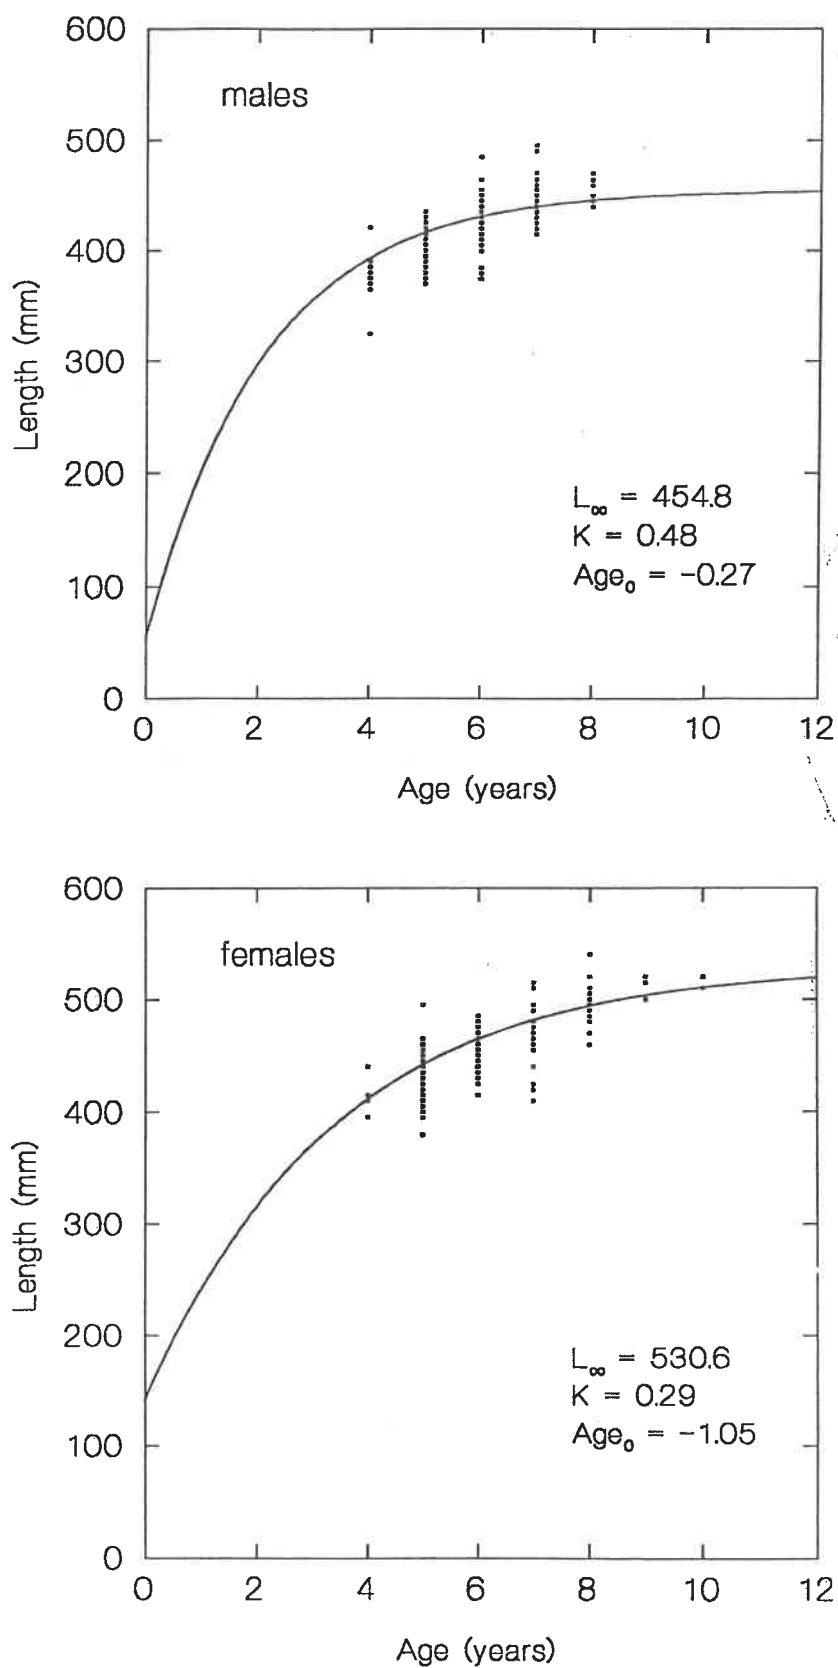 600
500
400
300
200
100
0
Length (mm)
males
L∞ = 454.8
K = 0.48
Age₀ = -0.27
0 2 4 6 8 10 12
Age (years)
600
500
400
300
200
100
0
Length (mm)
females
L∞ = 530.6
K = 0.29
Age₀ = -1.05
0 2 4 6 8 10 12
Age (years)